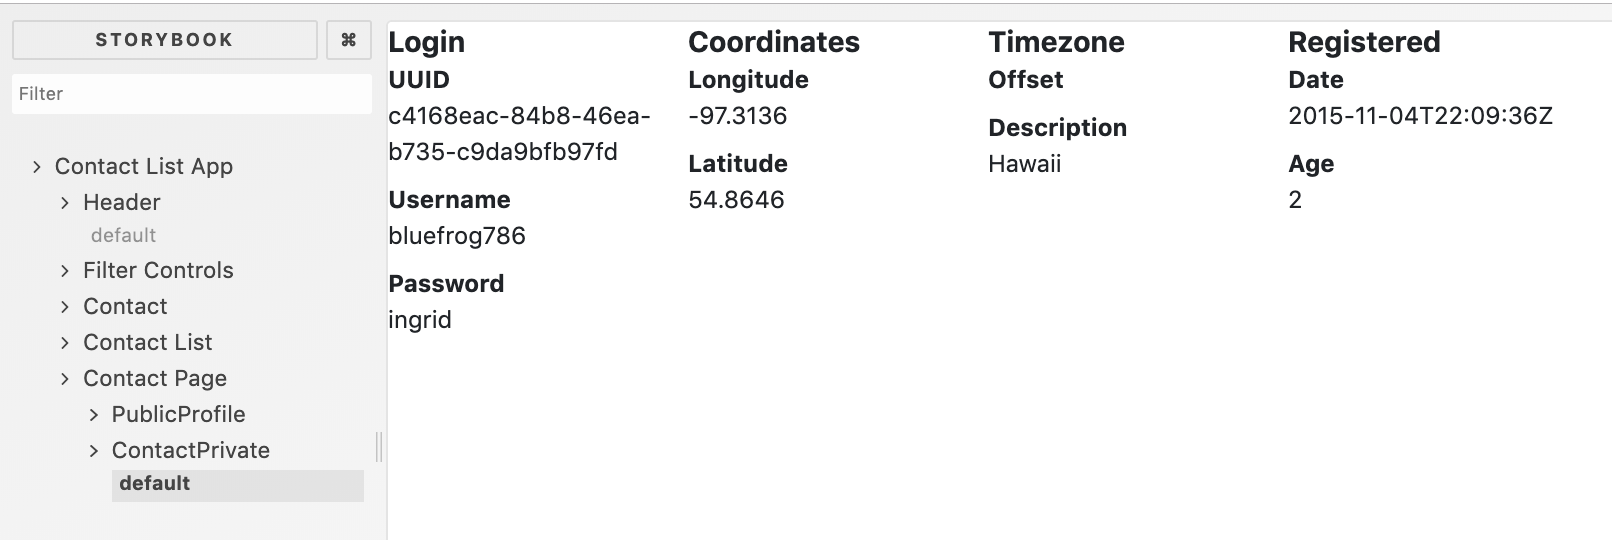 STORYBOOK
⌘
Filter
Contact List App
Header
default
Filter Controls
Contact
Contact List
Contact Page
PublicProfile
ContactPrivate
default
Login
UUID
c4168eac-84b8-46ea-
b735-c9da9bfb97fd
Username
bluefrog786
Password
ingrid
Coordinates
Longitude
-97.3136
Latitude
54.8646
Timezone
Offset
Description
Hawaii
Registered
Date
2015-11-04T22:09:36Z
Age
2